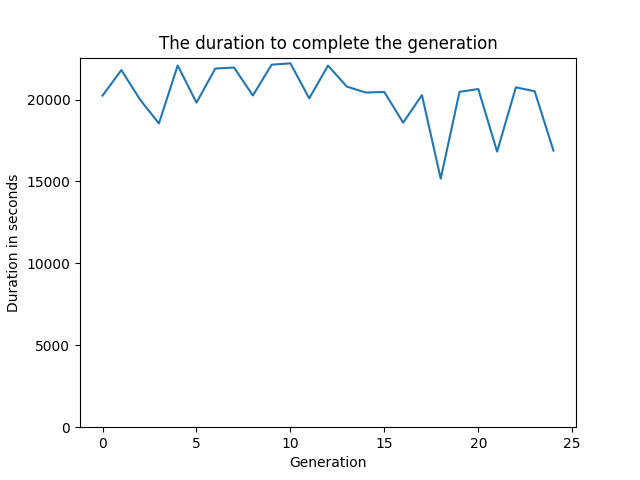 The duration to complete the generation
20000
15000
10000
5000
0
Duration in seconds
0 5 10 15 20 25
Generation